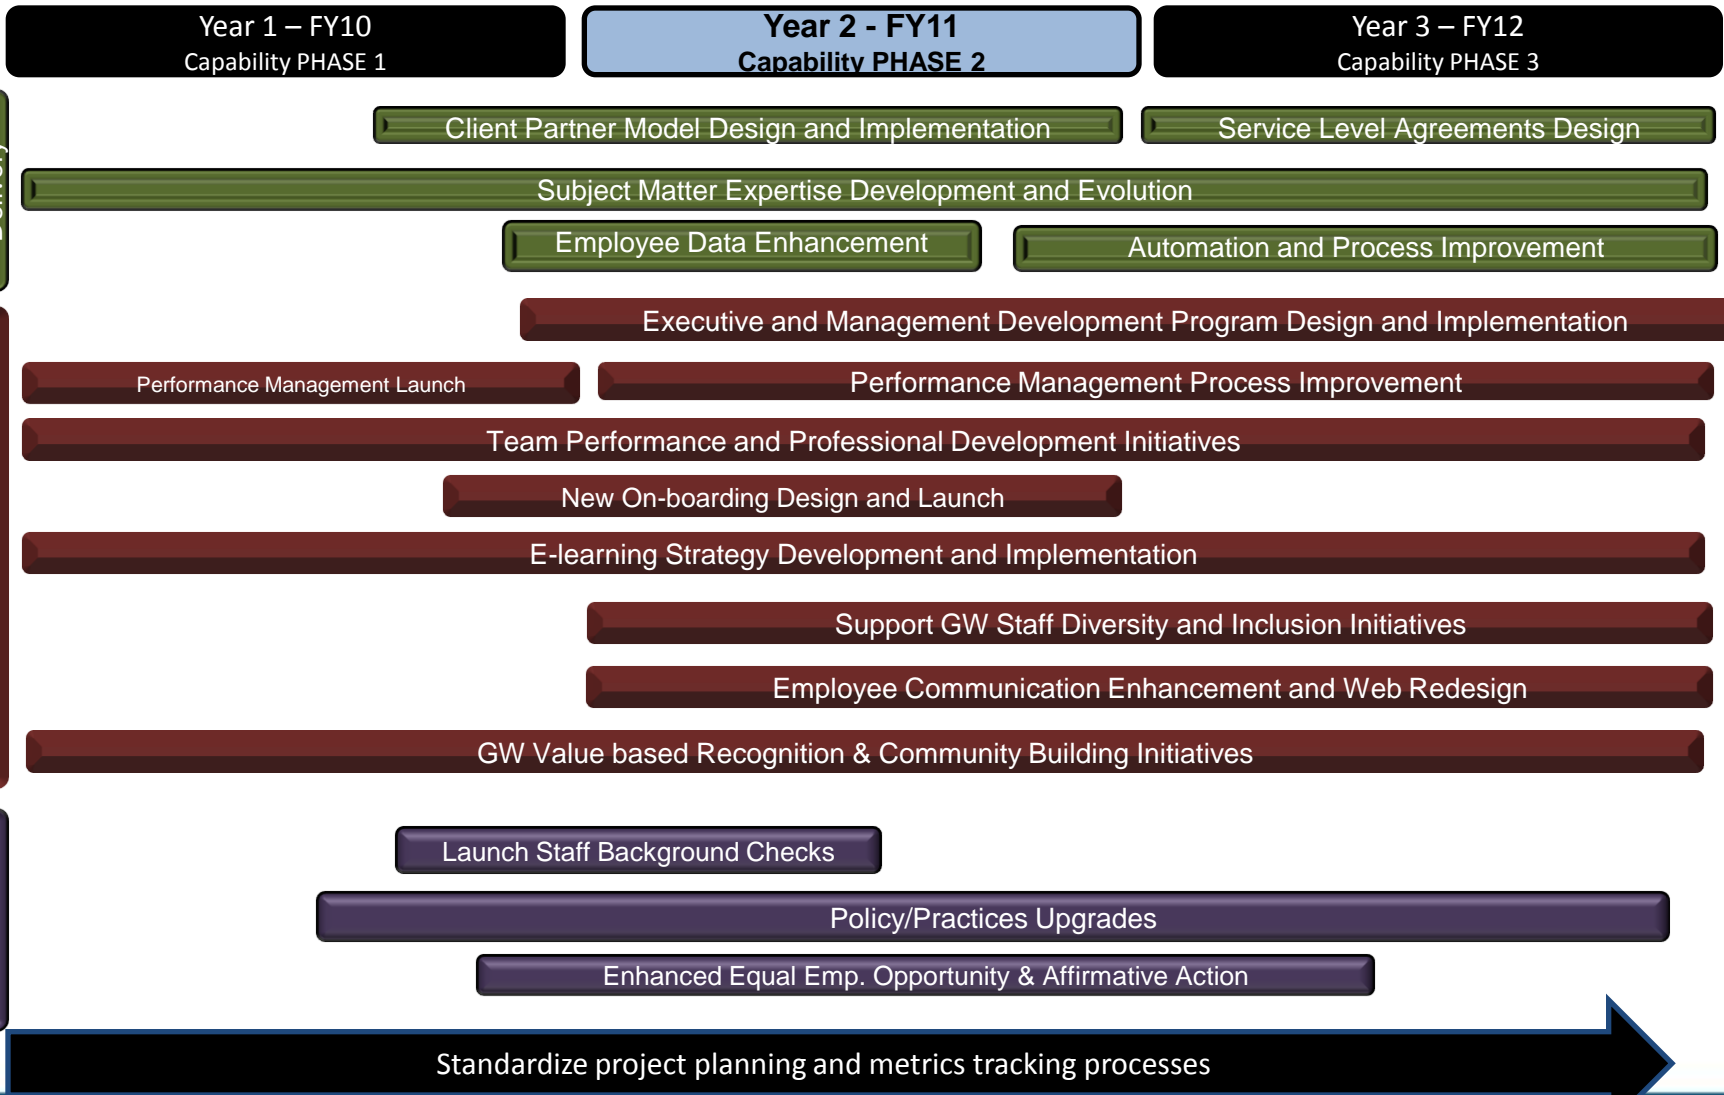 Year 1 – FY10
Capability PHASE 1
Year 2 - FY11
Capability PHASE 2
Year 3 – FY12
Capability PHASE 3
Client Partner Model Design and Implementation
Service Level Agreements Design
Subject Matter Expertise Development and Evolution
Employee Data Enhancement
Automation and Process Improvement
Executive and Management Development Program Design and Implementation
Performance Management Launch
Performance Management Process Improvement
Team Performance and Professional Development Initiatives
New On-boarding Design and Launch
E-learning Strategy Development and Implementation
Support GW Staff Diversity and Inclusion Initiatives
Employee Communication Enhancement and Web Redesign
GW Value based Recognition & Community Building Initiatives
Launch Staff Background Checks
Policy/Practices Upgrades
Enhanced Equal Emp. Opportunity & Affirmative Action
Standardize project planning and metrics tracking processes